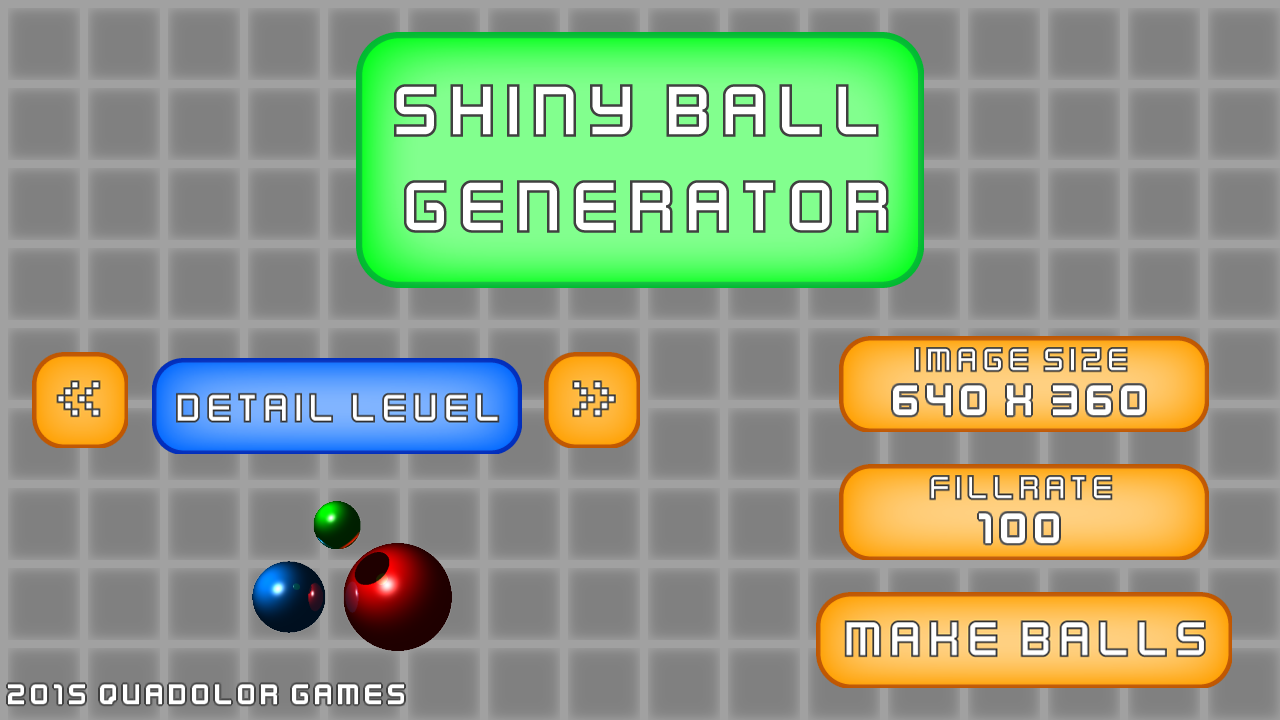 SHINY BALL
GENERATOR
DETAIL LEVEL
IMAGE SIZE
640 X 360
FILLRATE
100
MAKE BALLS
2015 QUADOLOR GAMES